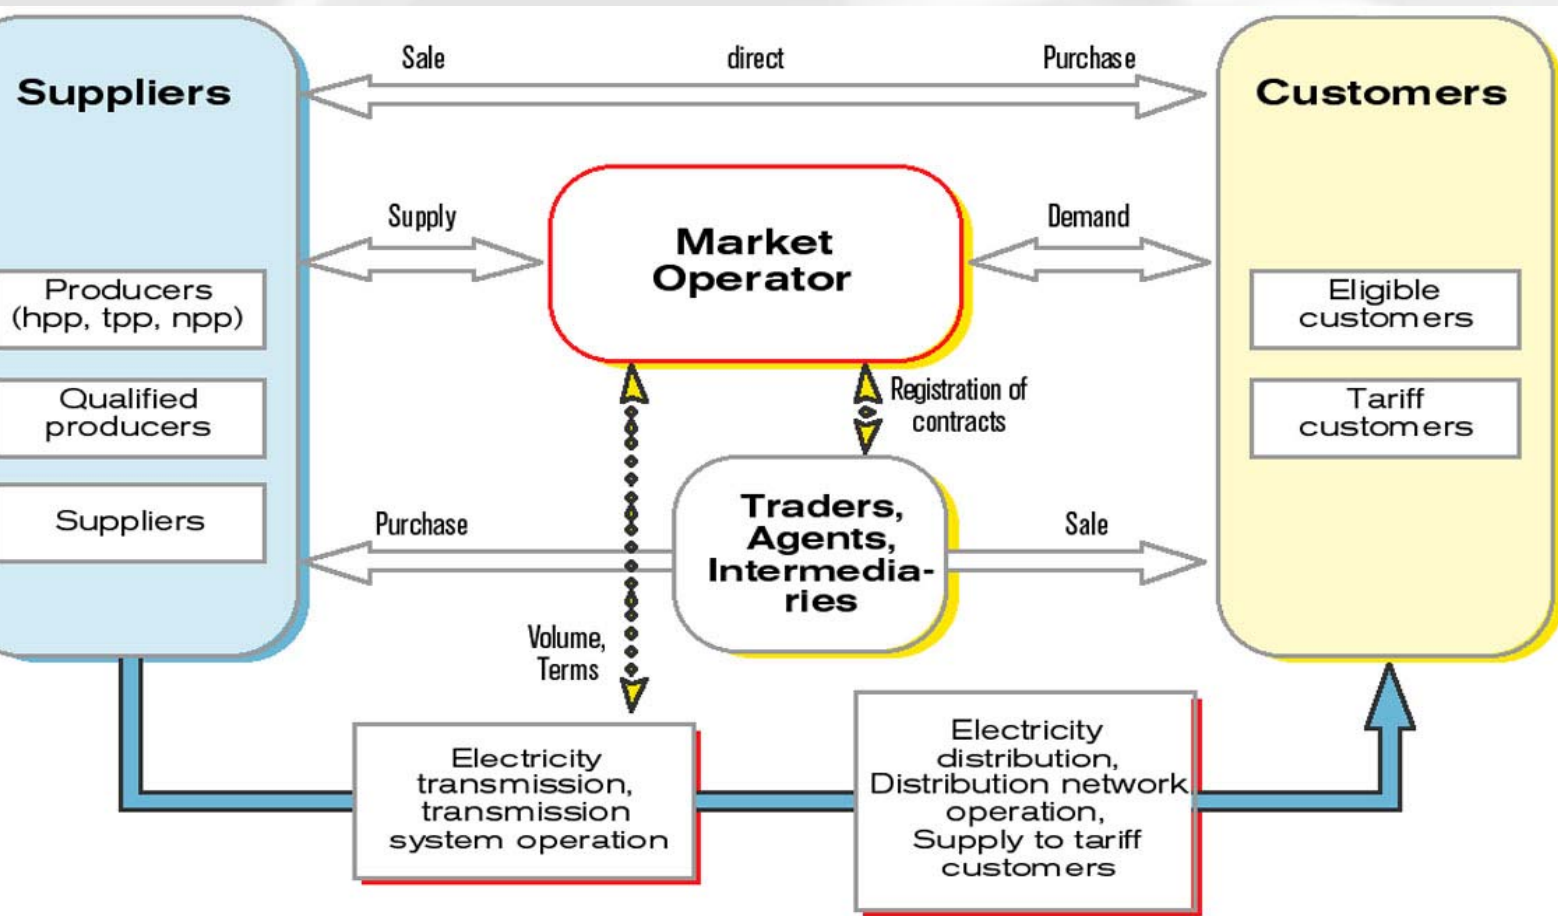 Sale
direct
Purchase
Suppliers
Customers
Supply
Demand
Market
Operator
Producers
(hpp, tpp, npp)
Eligible
customers
Qualified
producers
Registration of
contracts
Tariff
customers
Suppliers
Purchase
Traders,
Agents,
Intermedia-
ries
Sale
Volume,
Terms
Electricity
transmission,
transmission
system operation
Electricity
distribution,
Distribution network
operation,
Supply to tariff
customers